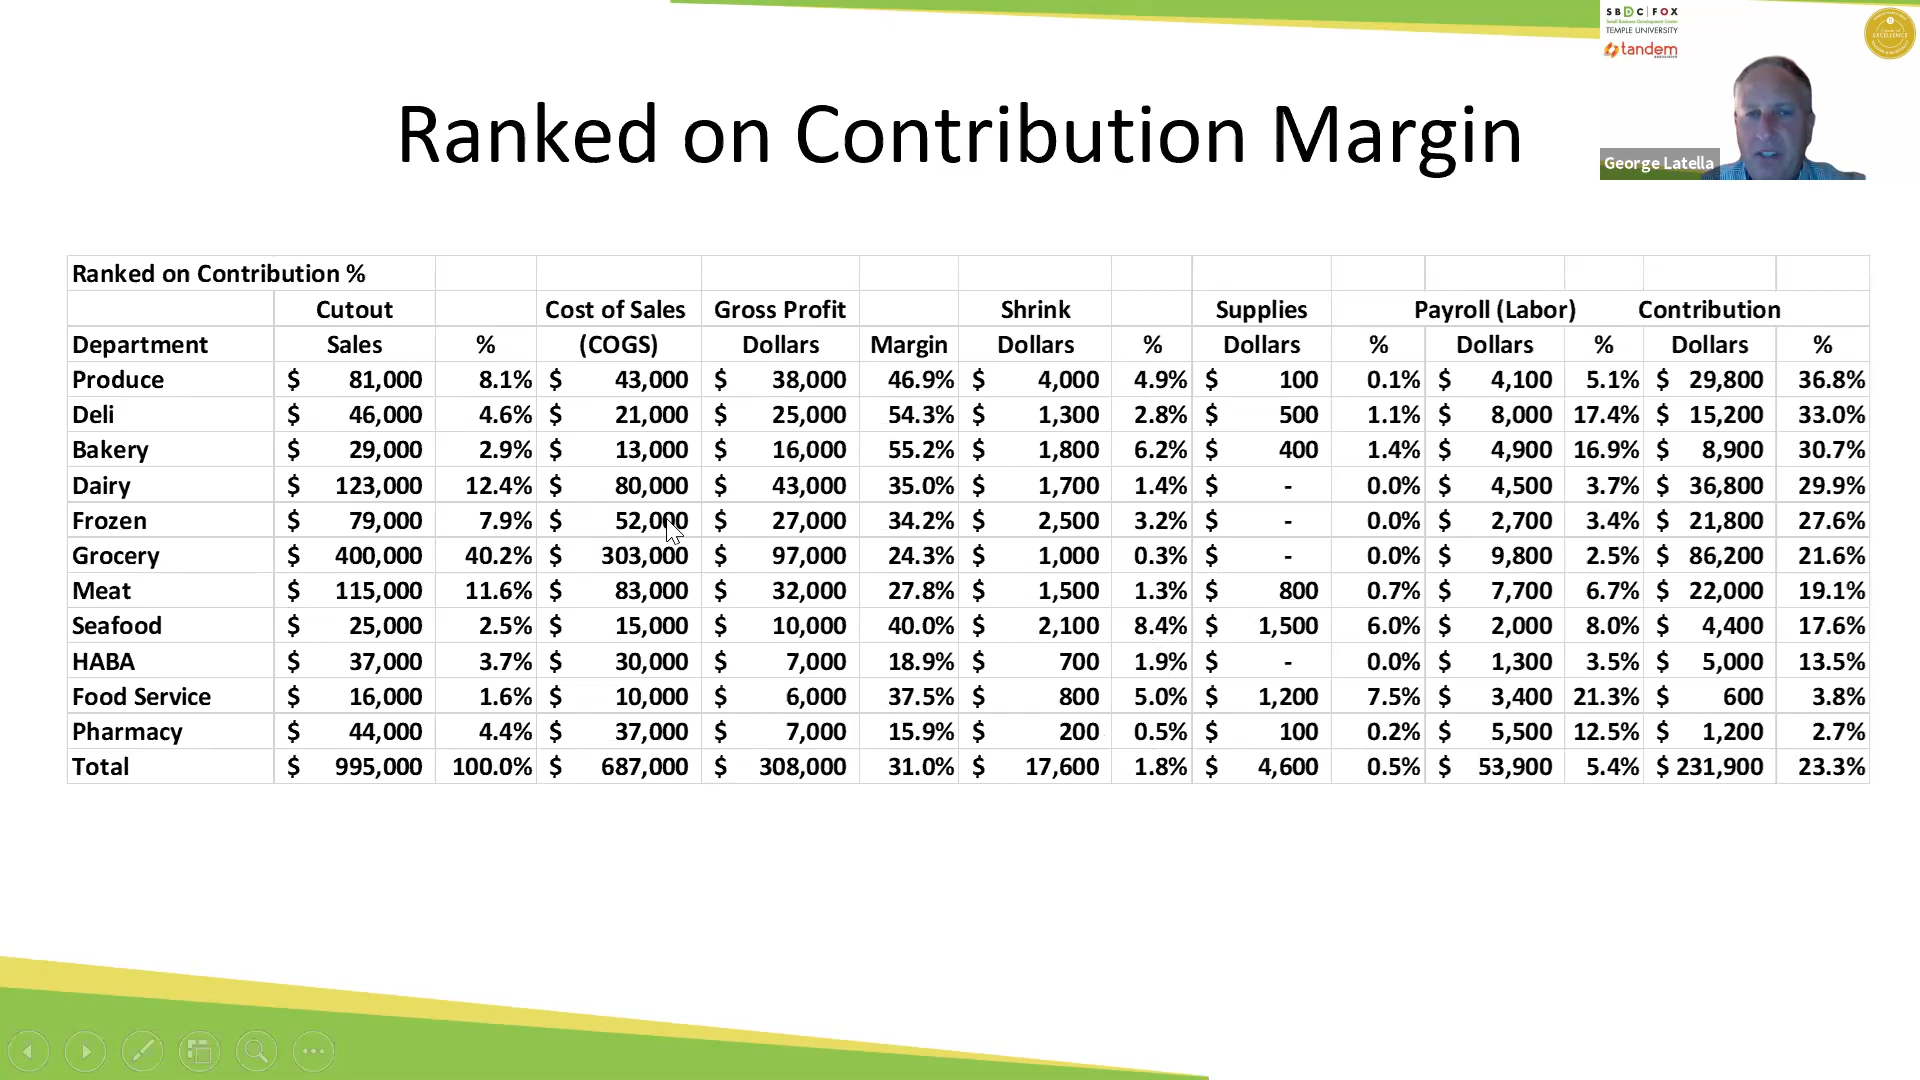 SBDC|FOX
Small Business Development Center
TEMPLE UNIVERSITY
tandem
EXCELLENCE
George Latella
Ranked on Contribution Margin
Ranked on Contribution %
Cutout Cost of Sales Gross Profit Shrink Supplies Payroll (Labor) Contribution
Department Sales % (COGS) Dollars Margin Dollars % Dollars % Dollars % Dollars %
Produce $ 81,000 8.1% $ 43,000 $ 38,000 46.9% $ 4,000 4.9% $ 100 0.1% $ 4,100 5.1% $ 29,800 36.8%
Deli $ 46,000 4.6% $ 21,000 $ 25,000 54.3% $ 1,300 2.8% $ 500 1.1% $ 8,000 17.4% $ 15,200 33.0%
Bakery $ 29,000 2.9% $ 13,000 $ 16,000 55.2% $ 1,800 6.2% $ 400 1.4% $ 4,900 16.9% $ 8,900 30.7%
Dairy $ 123,000 12.4% $ 80,000 $ 43,000 35.0% $ 1,700 1.4% $ - 0.0% $ 4,500 3.7% $ 36,800 29.9%
Frozen $ 79,000 7.9% $ 52,000 $ 27,000 34.2% $ 2,500 3.2% $ - 0.0% $ 2,700 3.4% $ 21,800 27.6%
Grocery $ 400,000 40.2% $ 303,000 $ 97,000 24.3% $ 1,000 0.3% $ - 0.0% $ 9,800 2.5% $ 86,200 21.6%
Meat $ 115,000 11.6% $ 83,000 $ 32,000 27.8% $ 1,500 1.3% $ 800 0.7% $ 7,700 6.7% $ 22,000 19.1%
Seafood $ 25,000 2.5% $ 15,000 $ 10,000 40.0% $ 2,100 8.4% $ 1,500 6.0% $ 2,000 8.0% $ 4,400 17.6%
HABA $ 37,000 3.7% $ 30,000 $ 7,000 18.9% $ 700 1.9% $ - 0.0% $ 1,300 3.5% $ 5,000 13.5%
Food Service $ 16,000 1.6% $ 10,000 $ 6,000 37.5% $ 800 5.0% $ 1,200 7.5% $ 3,400 21.3% $ 600 3.8%
Pharmacy $ 44,000 4.4% $ 37,000 $ 7,000 15.9% $ 200 0.5% $ 100 0.2% $ 5,500 12.5% $ 1,200 2.7%
Total $ 995,000 100.0% $ 687,000 $ 308,000 31.0% $ 17,600 1.8% $ 4,600 0.5% $ 53,900 5.4% $ 231,900 23.3%